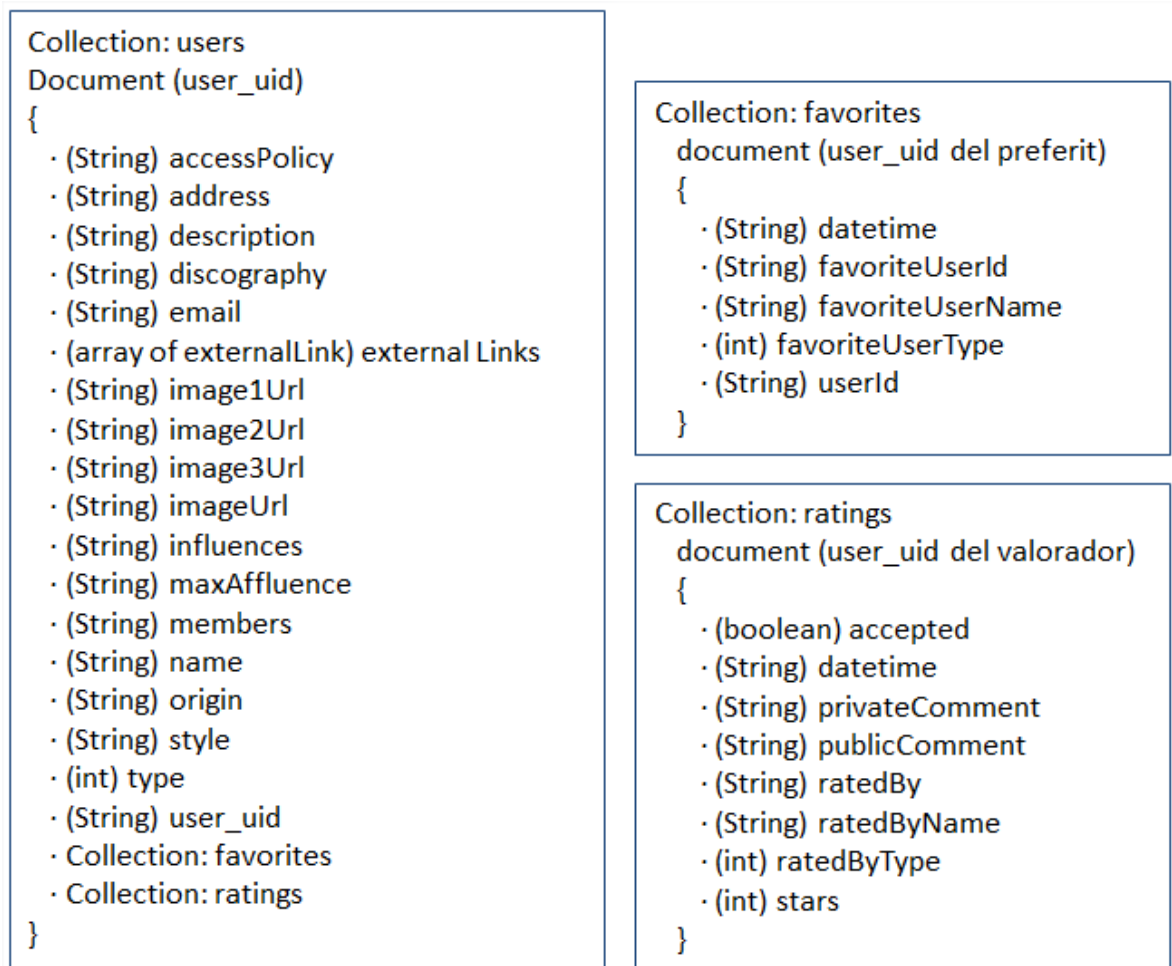 Collection: users
Document (user_uid)
{
· (String) accessPolicy
· (String) address
· (String) description
· (String) discography
· (String) email
· (array of externalLink) external Links
· (String) image1Url
· (String) image2Url
· (String) image3Url
· (String) imageUrl
· (String) influences
· (String) maxAffluence
· (String) members
· (String) name
· (String) origin
· (String) style
· (int) type
· (String) user_uid
· Collection: favorites
· Collection: ratings
}
Collection: favorites
document (user_uid del preferit)
{
· (String) datetime
· (String) favoriteUserId
· (String) favoriteUserName
· (int) favoriteUserType
· (String) userId
}
Collection: ratings
document (user_uid del valorador)
{
· (boolean) accepted
· (String) datetime
· (String) privateComment
· (String) publicComment
· (String) ratedBy
· (String) ratedByName
· (int) ratedByType
· (int) stars
}